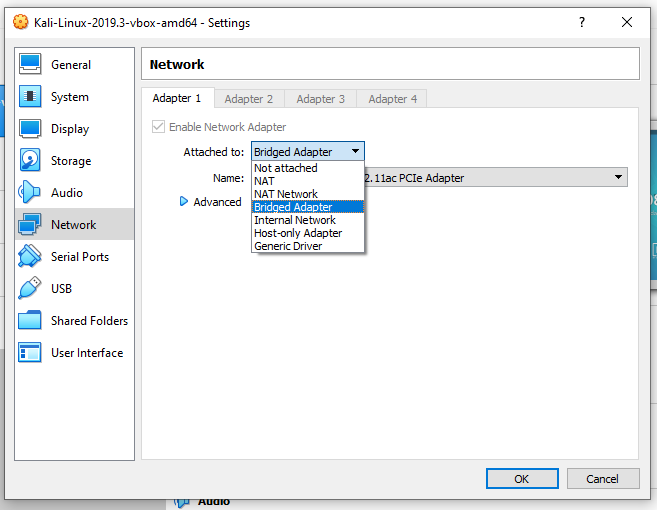 Kali-Linux-2019.3-vbox-amd64 - Settings
?
General
System
Display
Storage
Audio
Network
Serial Ports
USB
Shared Folders
User Interface
Network
Adapter 1
Adapter 2
Adapter 3
Adapter 4
Enable Network Adapter
Attached to: Bridged Adapter
Not attached
NAT
NAT Network
Bridged Adapter
Internal Network
Host-only Adapter
Generic Driver
Name: 2.11ac PCIe Adapter
Advanced
OK
Cancel
Audio